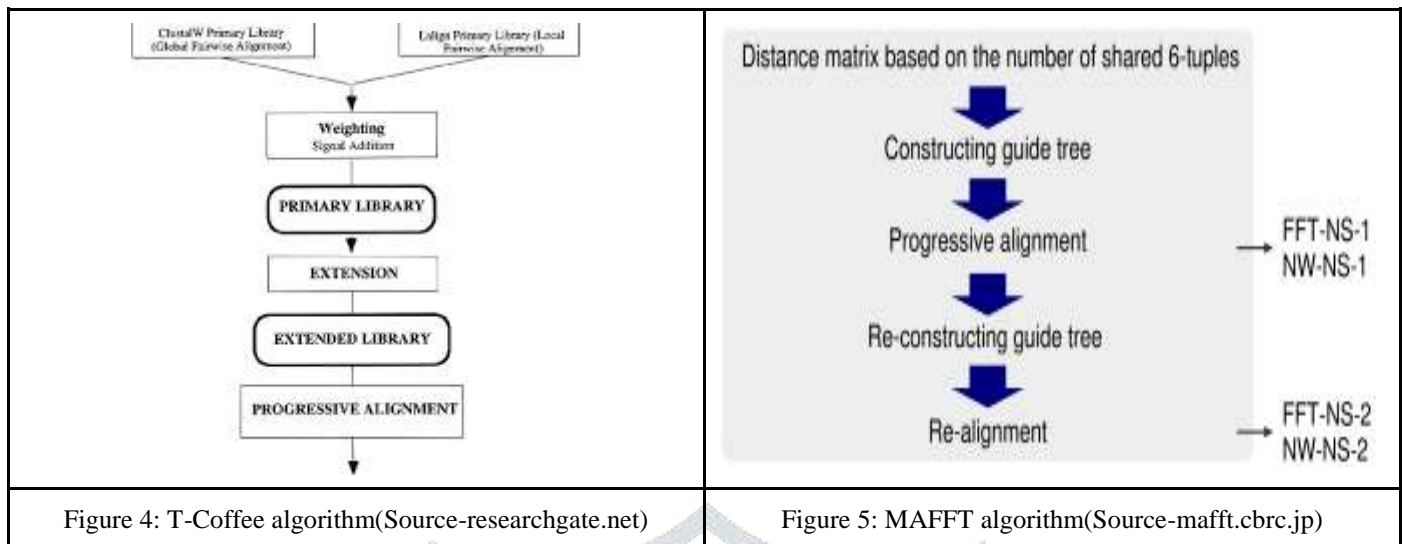 ClustalW Primary Library
(Global Pairwise Alignment)
Lalign Primary Library (Local
Pairwise Alignment)
Weighting
Signal Addition
PRIMARY LIBRARY
EXTENSION
EXTENDED LIBRARY
PROGRESSIVE ALIGNMENT
Distance matrix based on the number of shared 6-tuples
Constructing guide tree
Progressive alignment
FFT-NS-1
NW-NS-1
Re-constructing guide tree
Re-alignment
FFT-NS-2
NW-NS-2
Figure 4: T-Coffee algorithm(Source-researchgate.net)
Figure 5: MAFFT algorithm(Source-mafft.cbrc.jp)